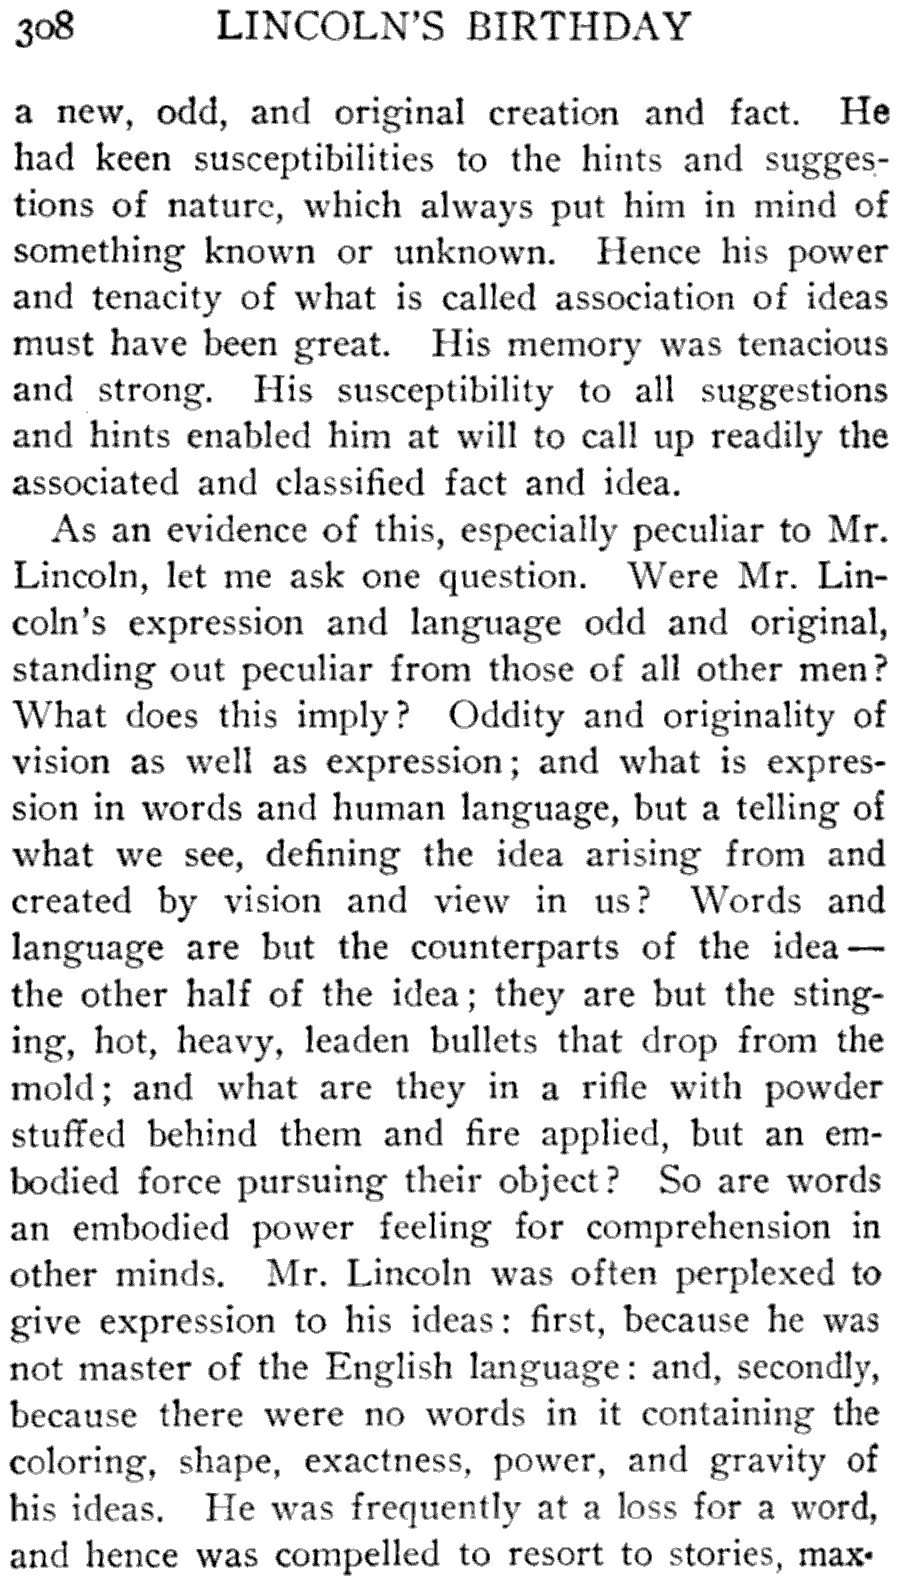 308 LINCOLN'S BIRTHDAY
a new, odd, and original creation and fact. He
had keen susceptibilities to the hints and sugges-
tions of nature, which always put him in mind of
something known or unknown. Hence his power
and tenacity of what is called association of ideas
must have been great. His memory was tenacious
and strong. His susceptibility to all suggestions
and hints enabled him at will to call up readily the
associated and classified fact and idea.
As an evidence of this, especially peculiar to Mr.
Lincoln, let me ask one question. Were Mr. Lin-
coln's expression and language odd and original,
standing out peculiar from those of all other men?
What does this imply? Oddity and originality of
vision as well as expression; and what is expres-
sion in words and human language, but a telling of
what we see, defining the idea arising from and
created by vision and view in us? Words and
language are but the counterparts of the idea—
the other half of the idea; they are but the sting-
ing, hot, heavy, leaden bullets that drop from the
mold; and what are they in a rifle with powder
stuffed behind them and fire applied, but an em-
bodied force pursuing their object? So are words
an embodied power feeling for comprehension in
other minds. Mr. Lincoln was often perplexed to
give expression to his ideas: first, because he was
not master of the English language: and, secondly,
because there were no words in it containing the
coloring, shape, exactness, power, and gravity of
his ideas. He was frequently at a loss for a word,
and hence was compelled to resort to stories, max-